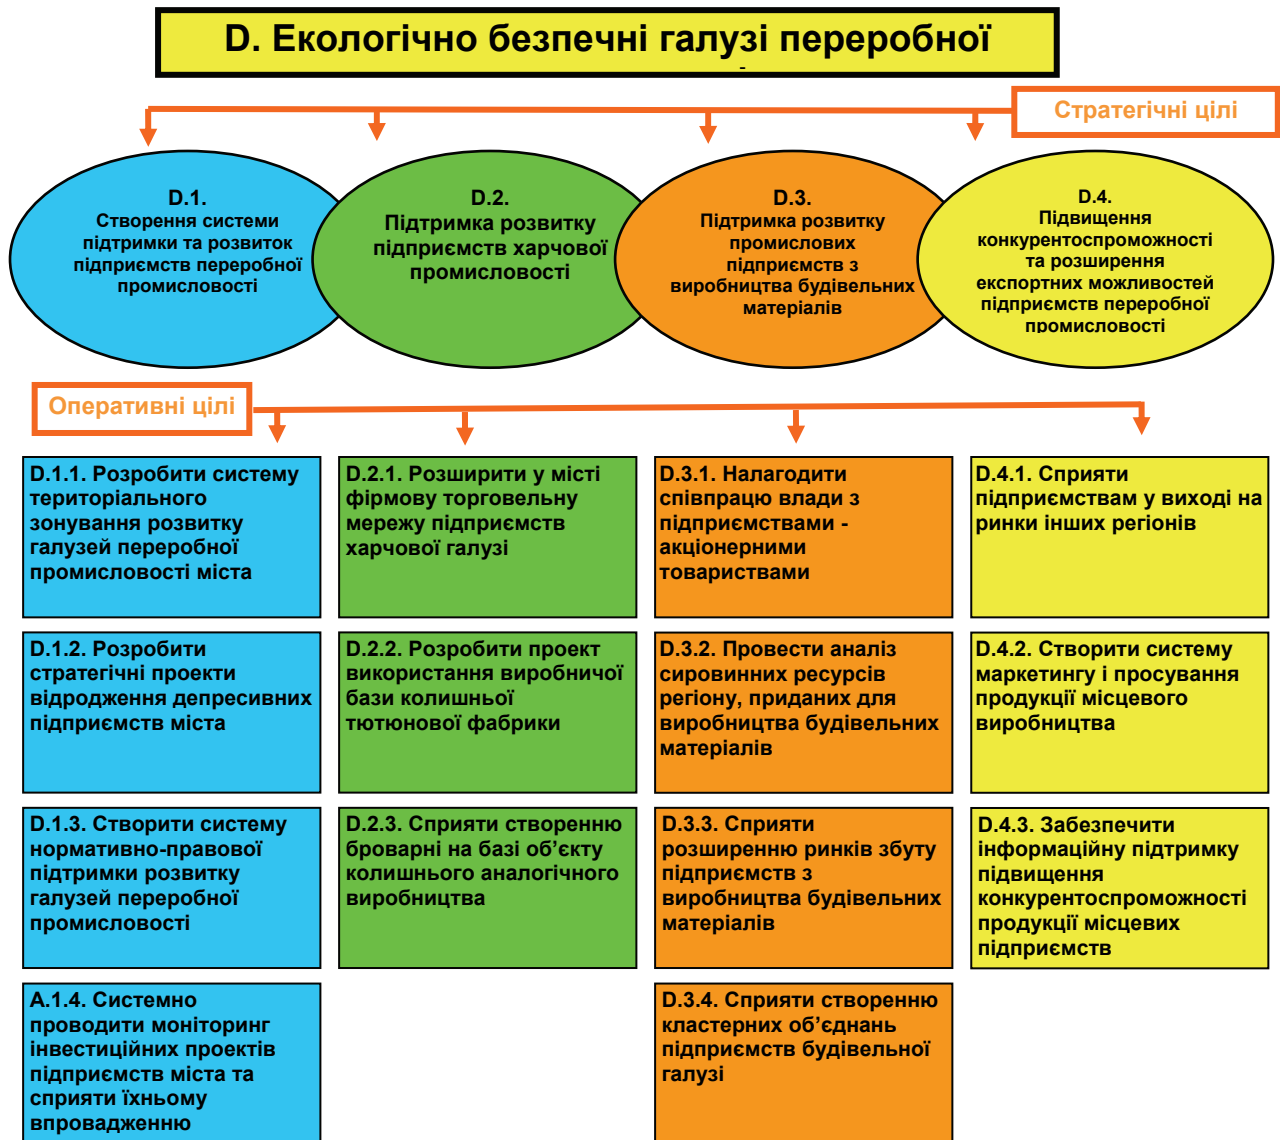 D. Екологічно безпечні галузі переробної
Стратегічні цілі
D.1.
Створення системи
підтримки та розвиток
підприємств переробної
промисловості
D.2.
Підтримка розвитку
підприємств харчової
промисловості
D.3.
Підтримка розвитку
промислових
підприємств з
виробництва будівельних
матеріалів
D.4.
Підвищення
конкурентоспроможності
та розширення
експортних можливостей
підприємств переробної
промисловості
Оперативні цілі
D.1.1. Розробити систему
територіального
зонування розвитку
галузей переробної
промисловості міста
D.2.1. Розширити у місті
фірмову торговельну
мережу підприємств
харчової галузі
D.3.1. Налагодити
співпрацю влади з
підприємствами -
акціонерними
товариствами
D.4.1. Сприяти
підприємствам у виході на
ринки інших регіонів
D.1.2. Розробити
стратегічні проекти
відродження депресивних
підприємств міста
D.2.2. Розробити проект
використання виробничої
бази колишньої
тютюнової фабрики
D.3.2. Провести аналіз
сировинних ресурсів
регіону, приданих для
виробництва будівельних
матеріалів
D.4.2. Створити систему
маркетингу і просування
продукції місцевого
виробництва
D.1.3. Створити систему
нормативно-правової
підтримки розвитку
галузей переробної
промисловості
D.2.3. Сприяти створенню
броварні на базі об’єкту
колишнього аналогічного
виробництва
D.3.3. Сприяти
розширенню ринків збуту
підприємств з
виробництва будівельних
матеріалів
D.4.3. Забезпечити
інформаційну підтримку
підвищення
конкурентоспроможності
продукції місцевих
підприємств
A.1.4. Системно
проводити моніторинг
інвестиційних проектів
підприємств міста та
сприяти їхньому
впровадженню
D.3.4. Сприяти створенню
кластерних об’єднань
підприємств будівельної
галузі